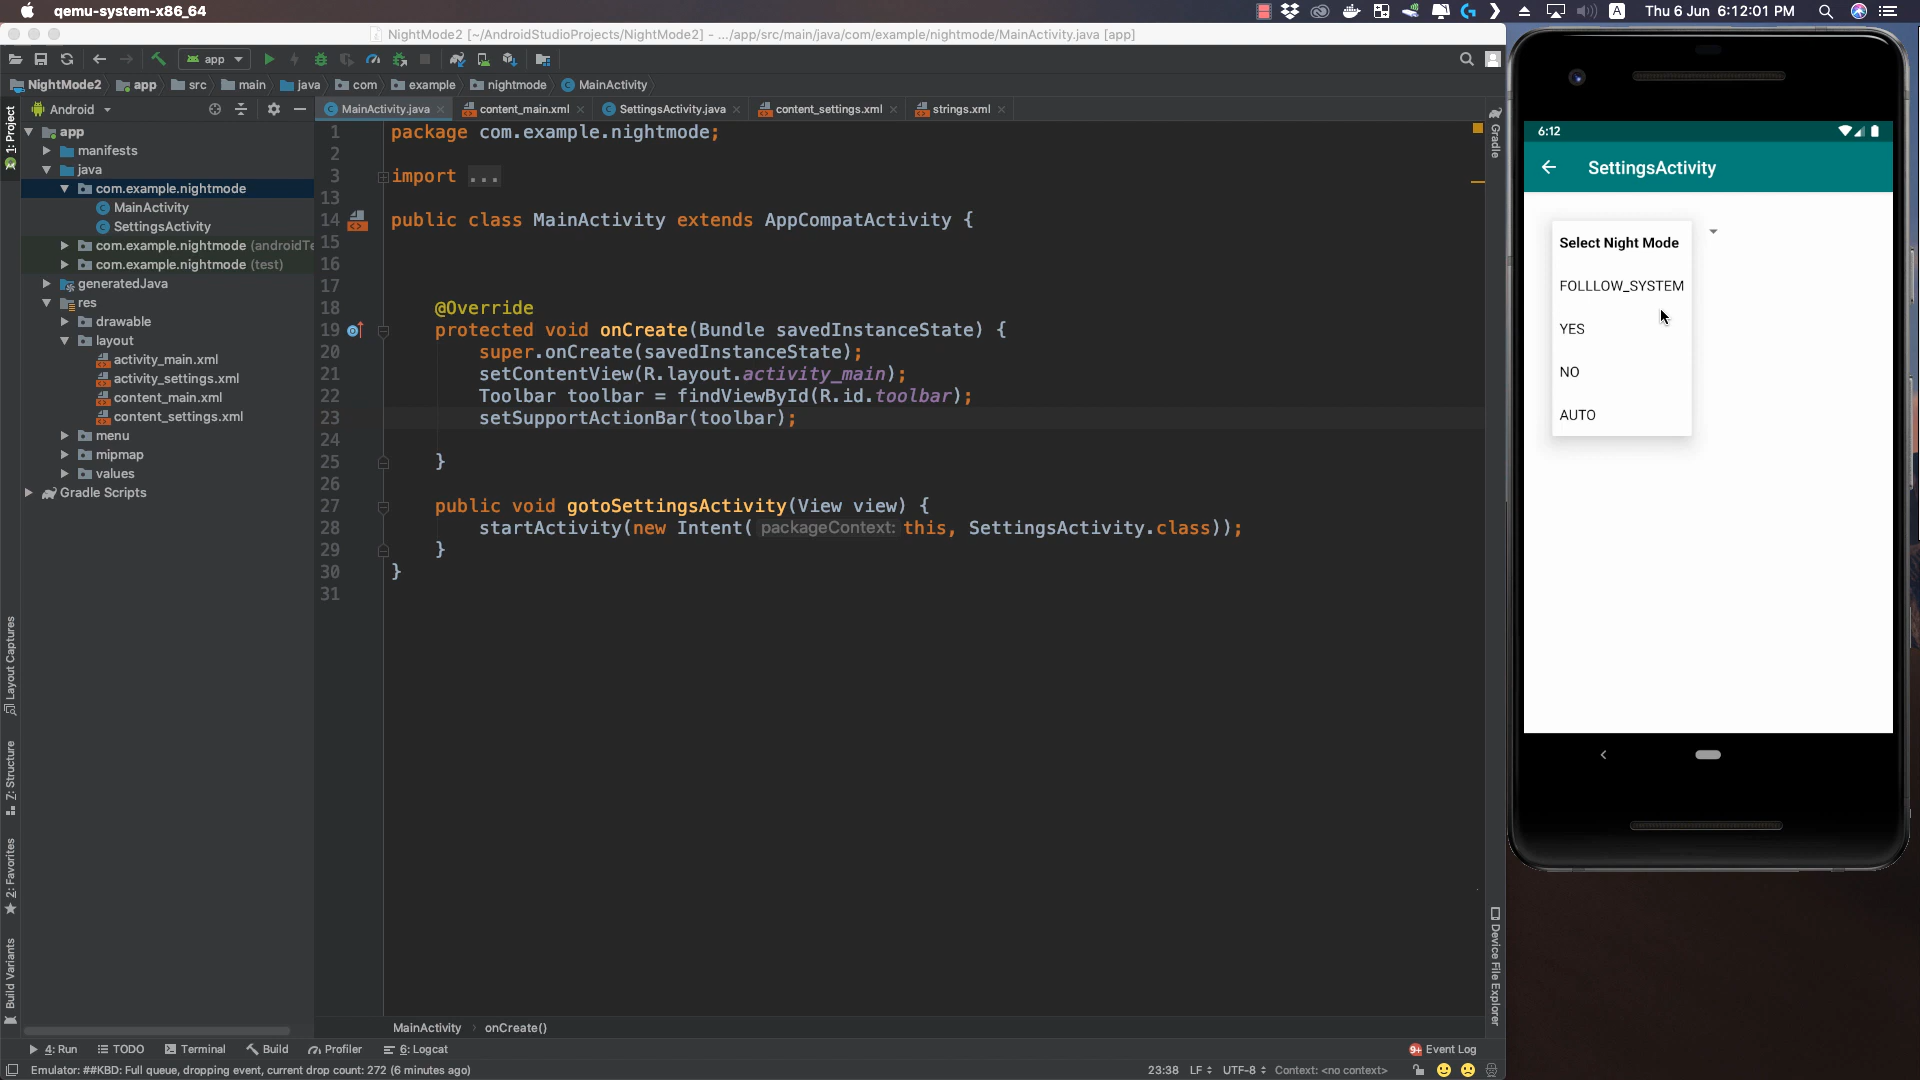 qemu-system-x86_64
Thu 6 Jun 6:12:01 PM
NightMode2 [~/AndroidStudioProjects/NightMode2] - .../app/src/main/java/com/example/nightmode/MainActivity.java [app]
app
NightMode2 app src main java com example nightmode MainActivity
Android
MainActivity.java content_main.xml SettingsActivity.java content_settings.xml strings.xml
1: Project
Layout Captures
Z: Structure
2: Favorites
Build Variants
app
manifests
java
com.example.nightmode
MainActivity
SettingsActivity
com.example.nightmode (androidTe
com.example.nightmode (test)
generatedJava
res
drawable
layout
activity_main.xml
activity_settings.xml
content_main.xml
content_settings.xml
menu
mipmap
values
Gradle Scripts
1 package com.example.nightmode;
2
3 import ...
13
14 public class MainActivity extends AppCompatActivity {
15
16
17
18 @Override
19 protected void onCreate(Bundle savedInstanceState) {
20 super.onCreate(savedInstanceState);
21 setContentView(R.layout.activity_main);
22 Toolbar toolbar = findViewById(R.id.toolbar);
23 setSupportActionBar(toolbar);
24
25 }
26
27 public void gotoSettingsActivity(View view) {
28 startActivity(new Intent( packageContext: this, SettingsActivity.class));
29 }
30 }
31
Gradle
Device File Explorer
MainActivity › onCreate()
4: Run TODO Terminal Build Profiler 6: Logcat
9+ Event Log
Emulator: ##KBD: Full queue, dropping event, current drop count: 272 (6 minutes ago)
23:38 LF UTF-8 Context: <no context>
6:12
SettingsActivity
Select Night Mode
FOLLLOW_SYSTEM
YES
NO
AUTO